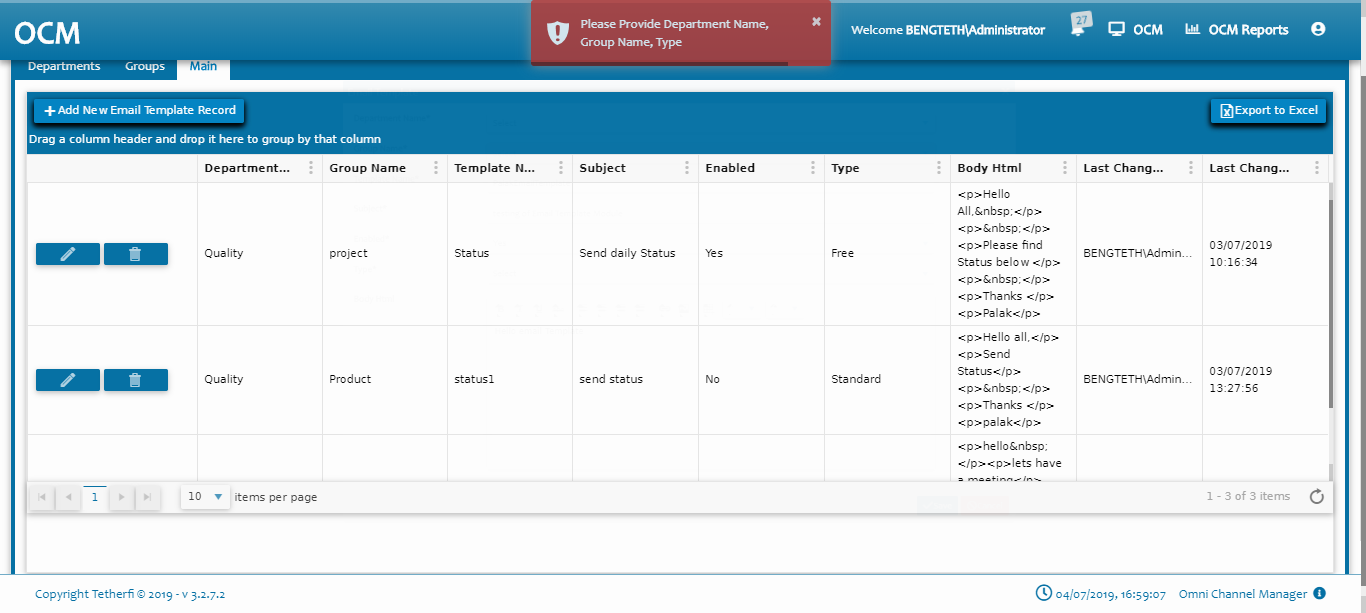 OCM
Please Provide Department Name,
Group Name, Type
Welcome BENGTETH\Administrator
27
OCM
OCM Reports
Departments
Groups
Main
Add New Email Template Record
Export to Excel
Drag a column header and drop it here to group by that column
Department...
Group Name
Template N...
Subject
Enabled
Type
Body Html
Last Chang...
Last Chang...
Quality
project
Status
Send daily Status
Yes
Free
<p>Hello
All,&nbsp;</p>
<p>&nbsp;</p>
<p>Please find
Status below </p>
<p>&nbsp;</p>
<p>Thanks </p>
<p>Palak</p>
BENGTETH\Admin...
03/07/2019
10:16:34
Quality
Product
status1
send status
No
Standard
<p>Hello all,</p>
<p>Send
Status</p>
<p>&nbsp;</p>
<p>Thanks </p>
<p>palak</p>
BENGTETH\Admin...
03/07/2019
13:27:56
<p>hello&nbsp;
</p><p>lets have
a meeting</p>
1
10
items per page
1 - 3 of 3 items
Copyright Tetherfi © 2019 - v 3.2.7.2
04/07/2019, 16:59:07
Omni Channel Manager